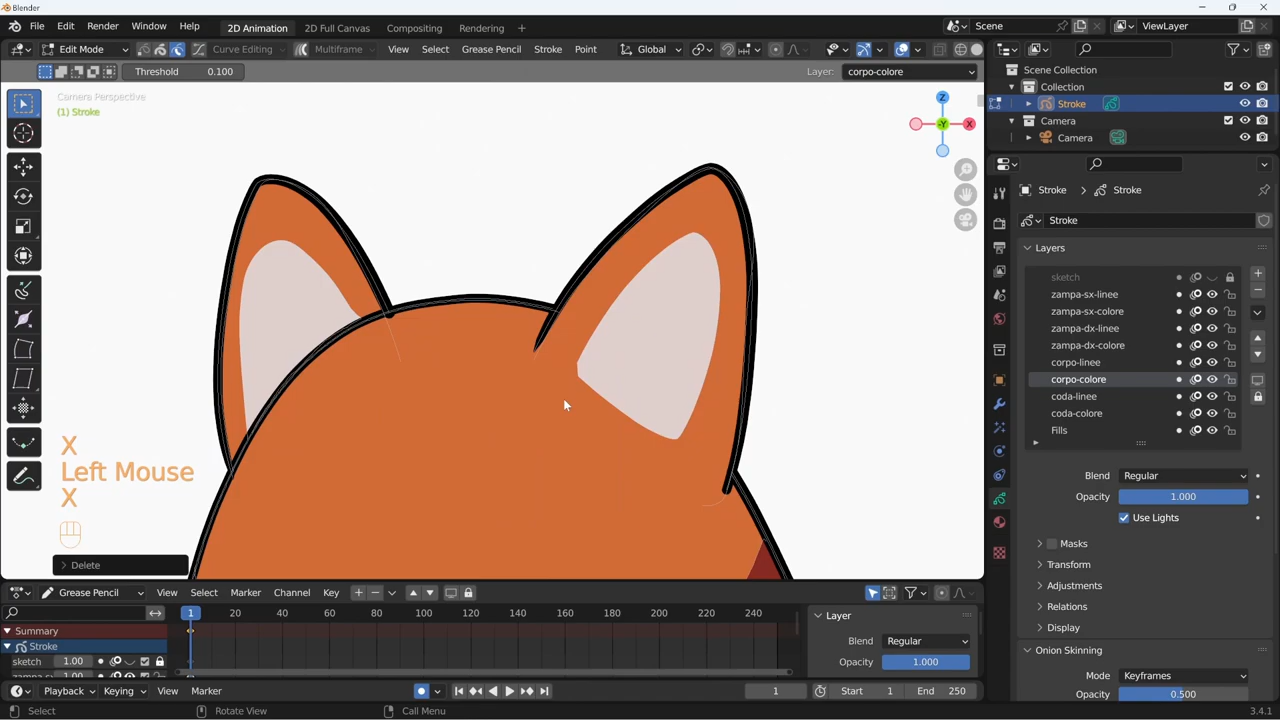 Blender
File Edit Render Window Help 2D Animation 2D Full Canvas Compositing Rendering + Scene ViewLayer
Edit Mode Curve Editing Multiframe View Select Grease Pencil Stroke Point Global
Threshold 0.100 Layer: corpo-colore
Camera Perspective
(1) Stroke
Z
-Y X
X
Left Mouse
X
Delete
Scene Collection
Collection
Stroke
Camera
Camera
Stroke Stroke
Stroke
Layers
sketch
zampa-sx-linee
zampa-sx-colore
zampa-dx-linee
zampa-dx-colore
corpo-linee
corpo-colore
coda-linee
coda-colore
Fills
Blend Regular
Opacity 1.000
Use Lights
Masks
Transform
Adjustments
Relations
Display
Onion Skinning
Mode Keyframes
Opacity 0.500
Grease Pencil View Select Marker Channel Key
1 20 40 60 80 100 120 140 160 180 200 220 240
Summary
Stroke
sketch 1.00
Layer
Blend Regular
Opacity 1.000
Playback Keying View Marker 1 Start 1 End 250
Select Rotate View Call Menu 3.4.1